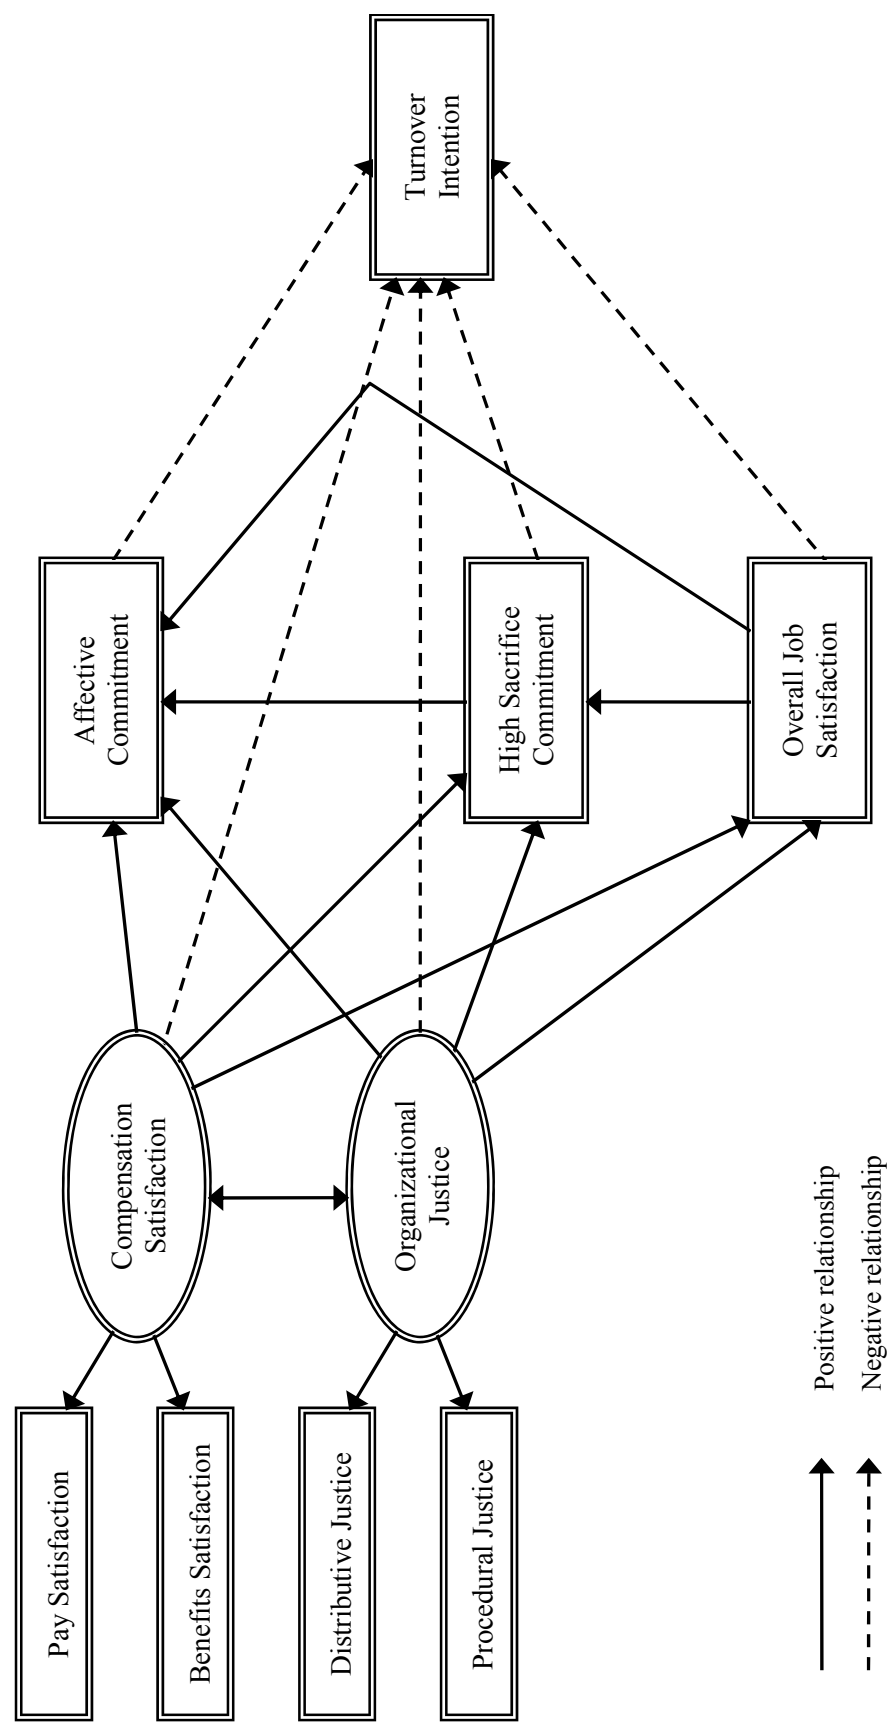 Pay Satisfaction
Benefits Satisfaction
Distributive Justice
Procedural Justice
Compensation
Satisfaction
Organizational
Justice
Affective
Commitment
High Sacrifice
Commitment
Overall Job
Satisfaction
Turnover
Intention
Positive relationship
Negative relationship